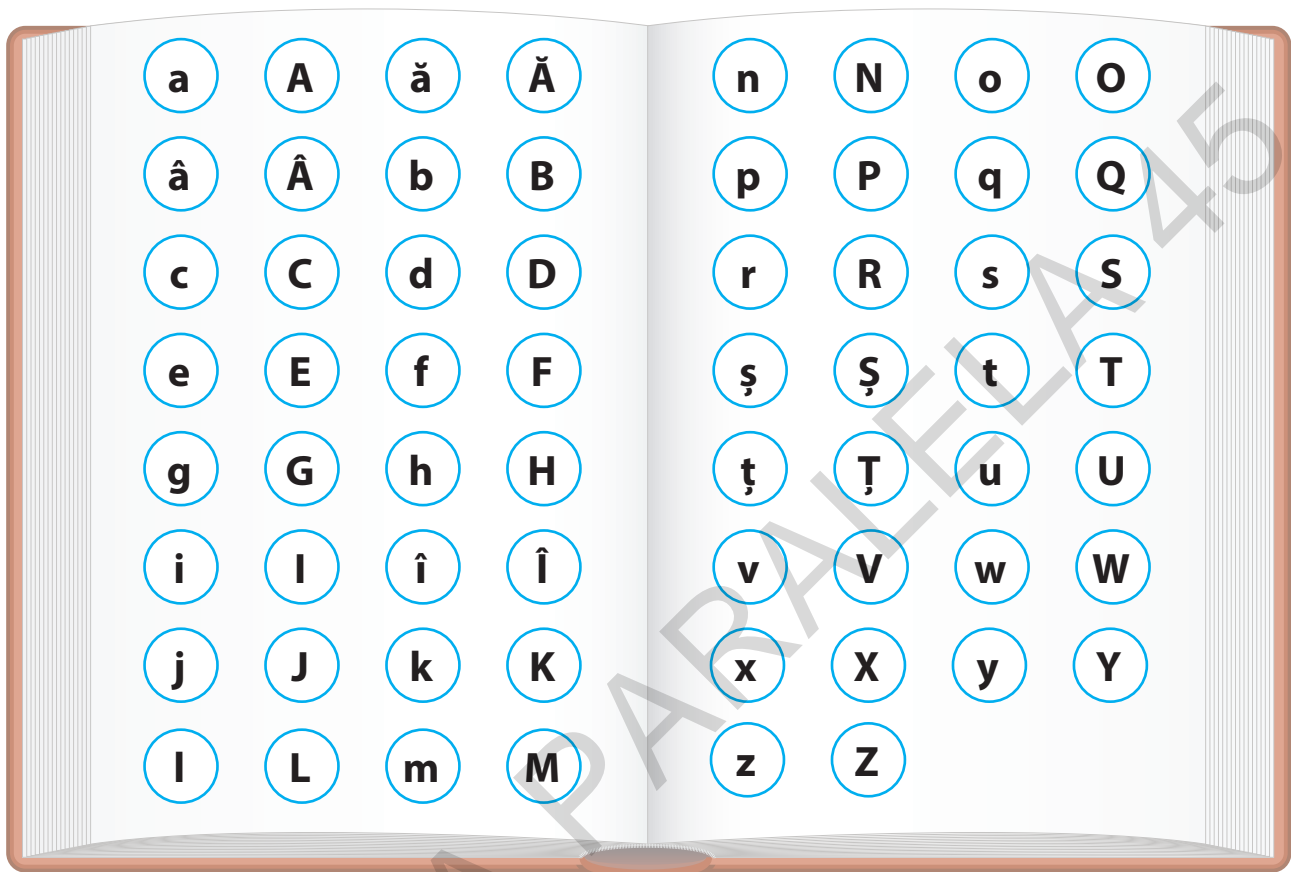 a A ă Ă
â Â b B
c C d D
e E f F
g G h H
i I î Î
j J k K
l L m M
n N o O
p P q Q
r R s S
ș Ș t T
ț Ț u U
v V w W
x X y Y
z Z
PARALELA 45